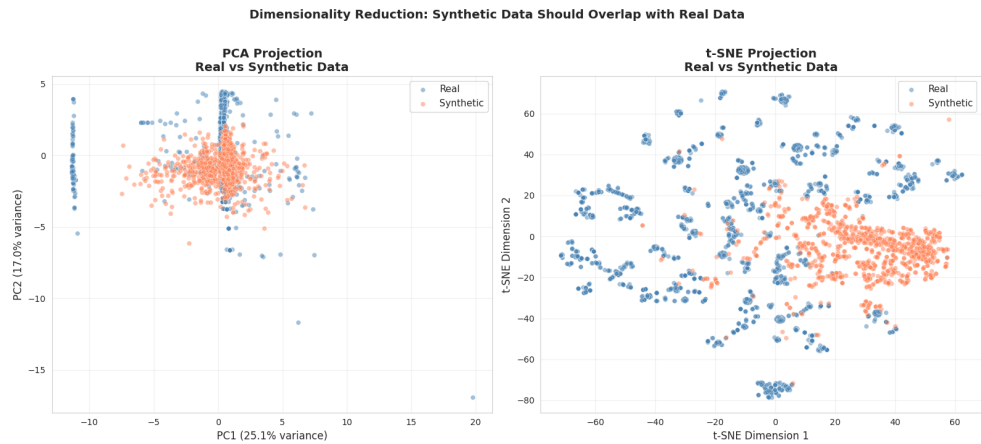 Dimensionality Reduction: Synthetic Data Should Overlap with Real Data
PCA Projection
Real vs Synthetic Data
Real
Synthetic
5
0
−5
−10
−15
PC2 (17.0% variance)
−10
−5
0
5
10
15
20
PC1 (25.1% variance)
t-SNE Projection
Real vs Synthetic Data
Real
Synthetic
60
40
20
0
−20
−40
−60
−80
t-SNE Dimension 2
−60
−40
−20
0
20
40
60
t-SNE Dimension 1